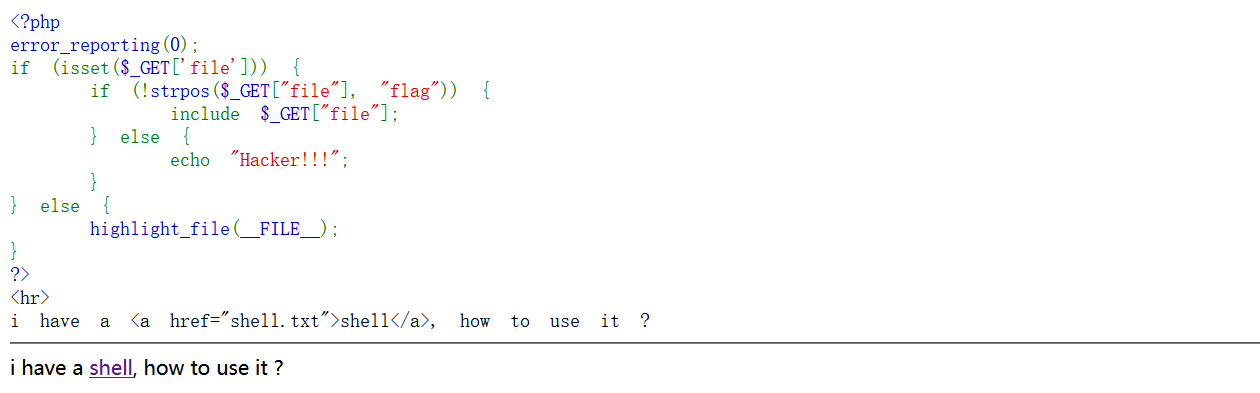 <?php
error_reporting(0);
if (isset($_GET['file'])) {
if (!strpos($_GET["file"], "flag")) {
include $_GET["file"];
} else {
echo "Hacker!!!";
}
} else {
highlight_file(__FILE__);
}
?>
<hr>
i have a <a href="shell.txt">shell</a>, how to use it ?
i have a shell, how to use it ?